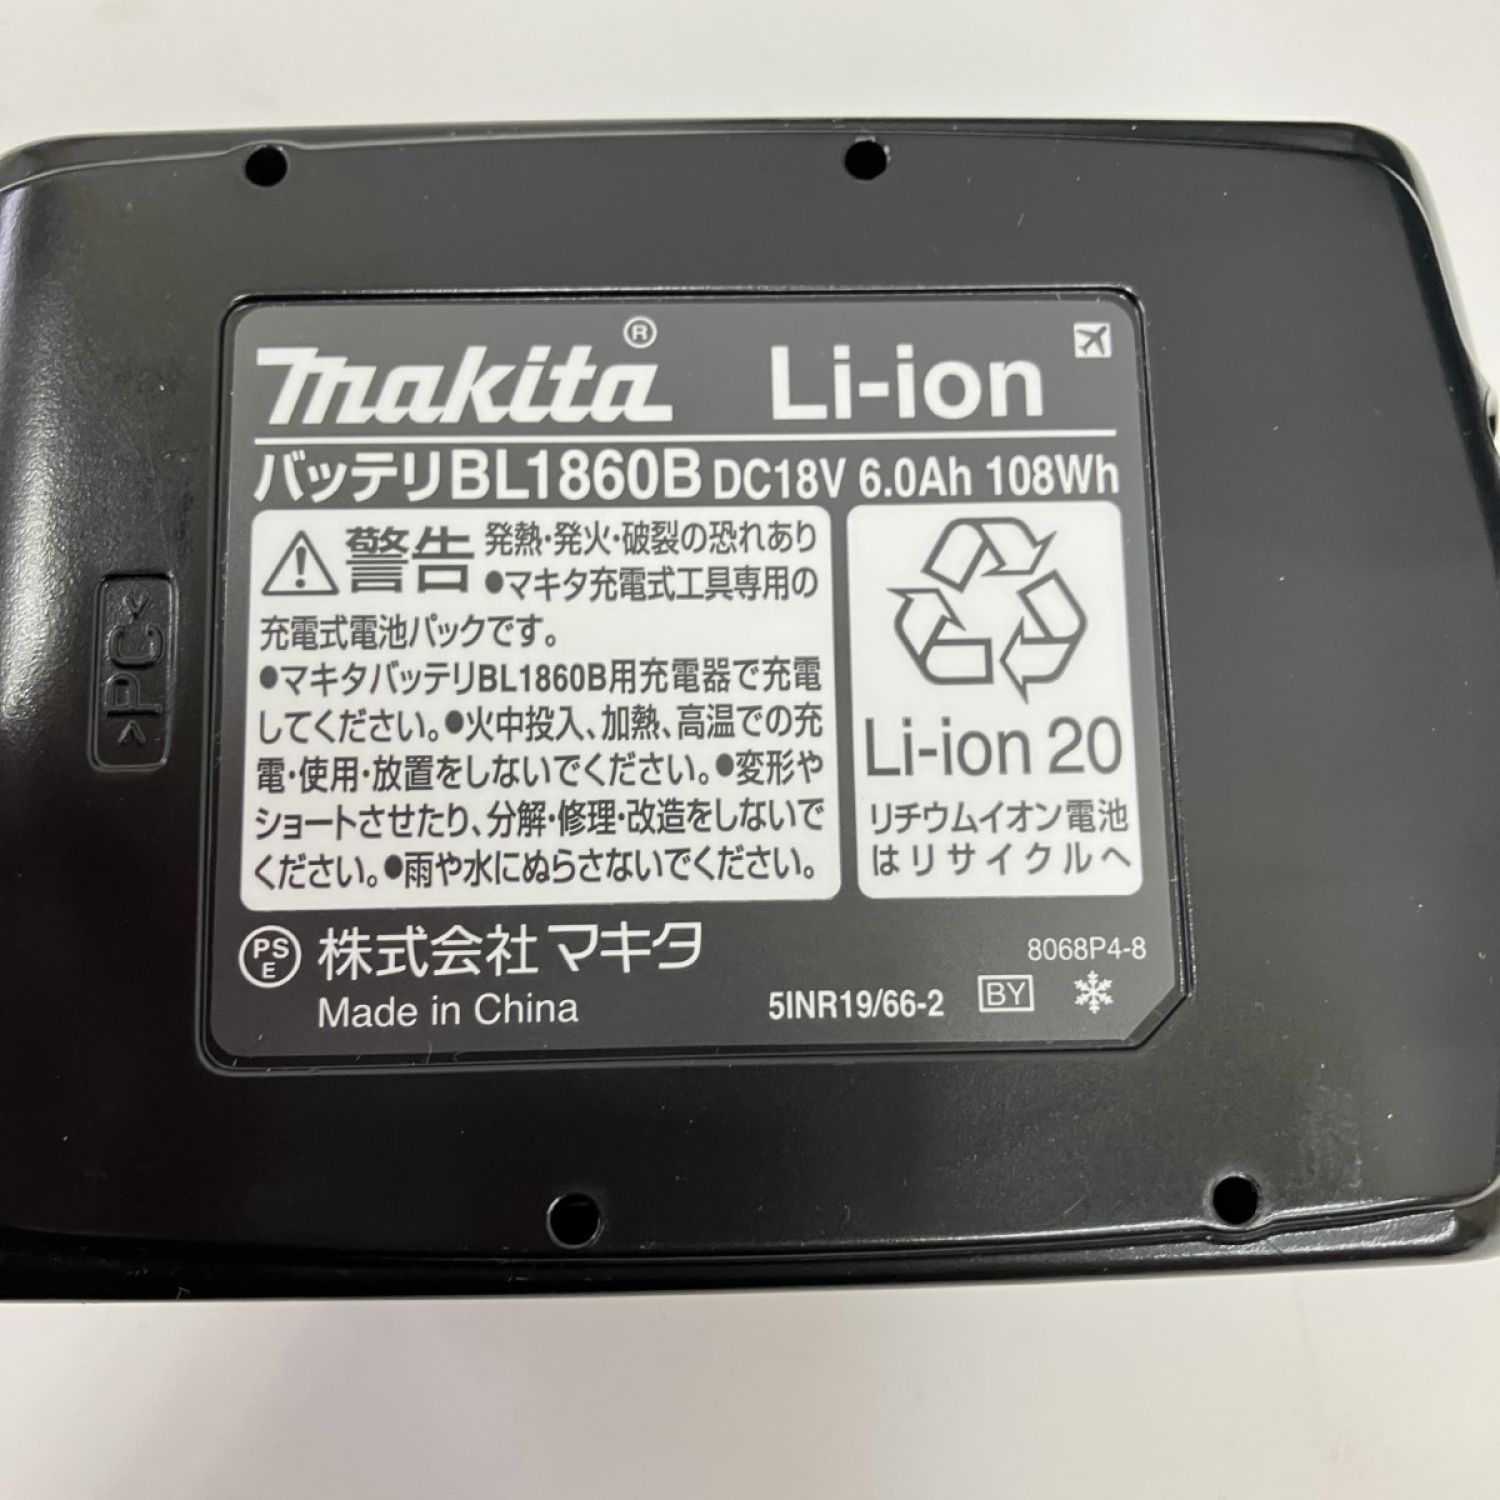 makita®
Li-ion
バッテリBL1860B DC18V 6.0Ah 108Wh
警告 発熱・発火・破裂の恐れあり
●マキタ充電式工具専用の
充電式電池パックです。
●マキタバッテリBL1860B用充電器で充電
してください。●火中投入、加熱、高温での充
電・使用・放置をしないでください。●変形や
ショートさせたり、分解・修理・改造をしないで
ください。●雨や水にぬらさないでください。
Li-ion 20
リチウムイオン電池
はリサイクルへ
PS
E
株式会社マキタ
Made in China
8068P4-8
5INR19/66-2
BY
>PC<